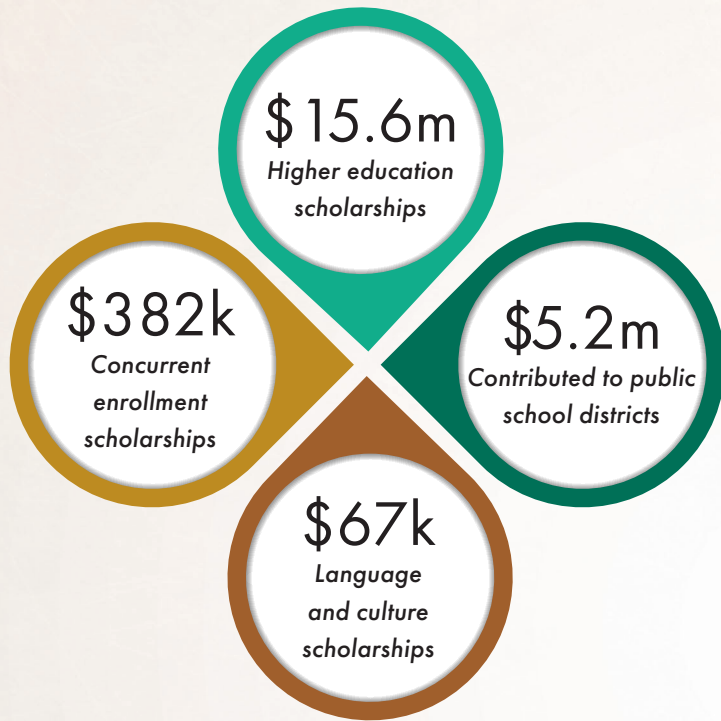 $15.6m
Higher education
scholarships
$382k
Concurrent
enrollment
scholarships
$5.2m
Contributed to public
school districts
$67k
Language
and culture
scholarships